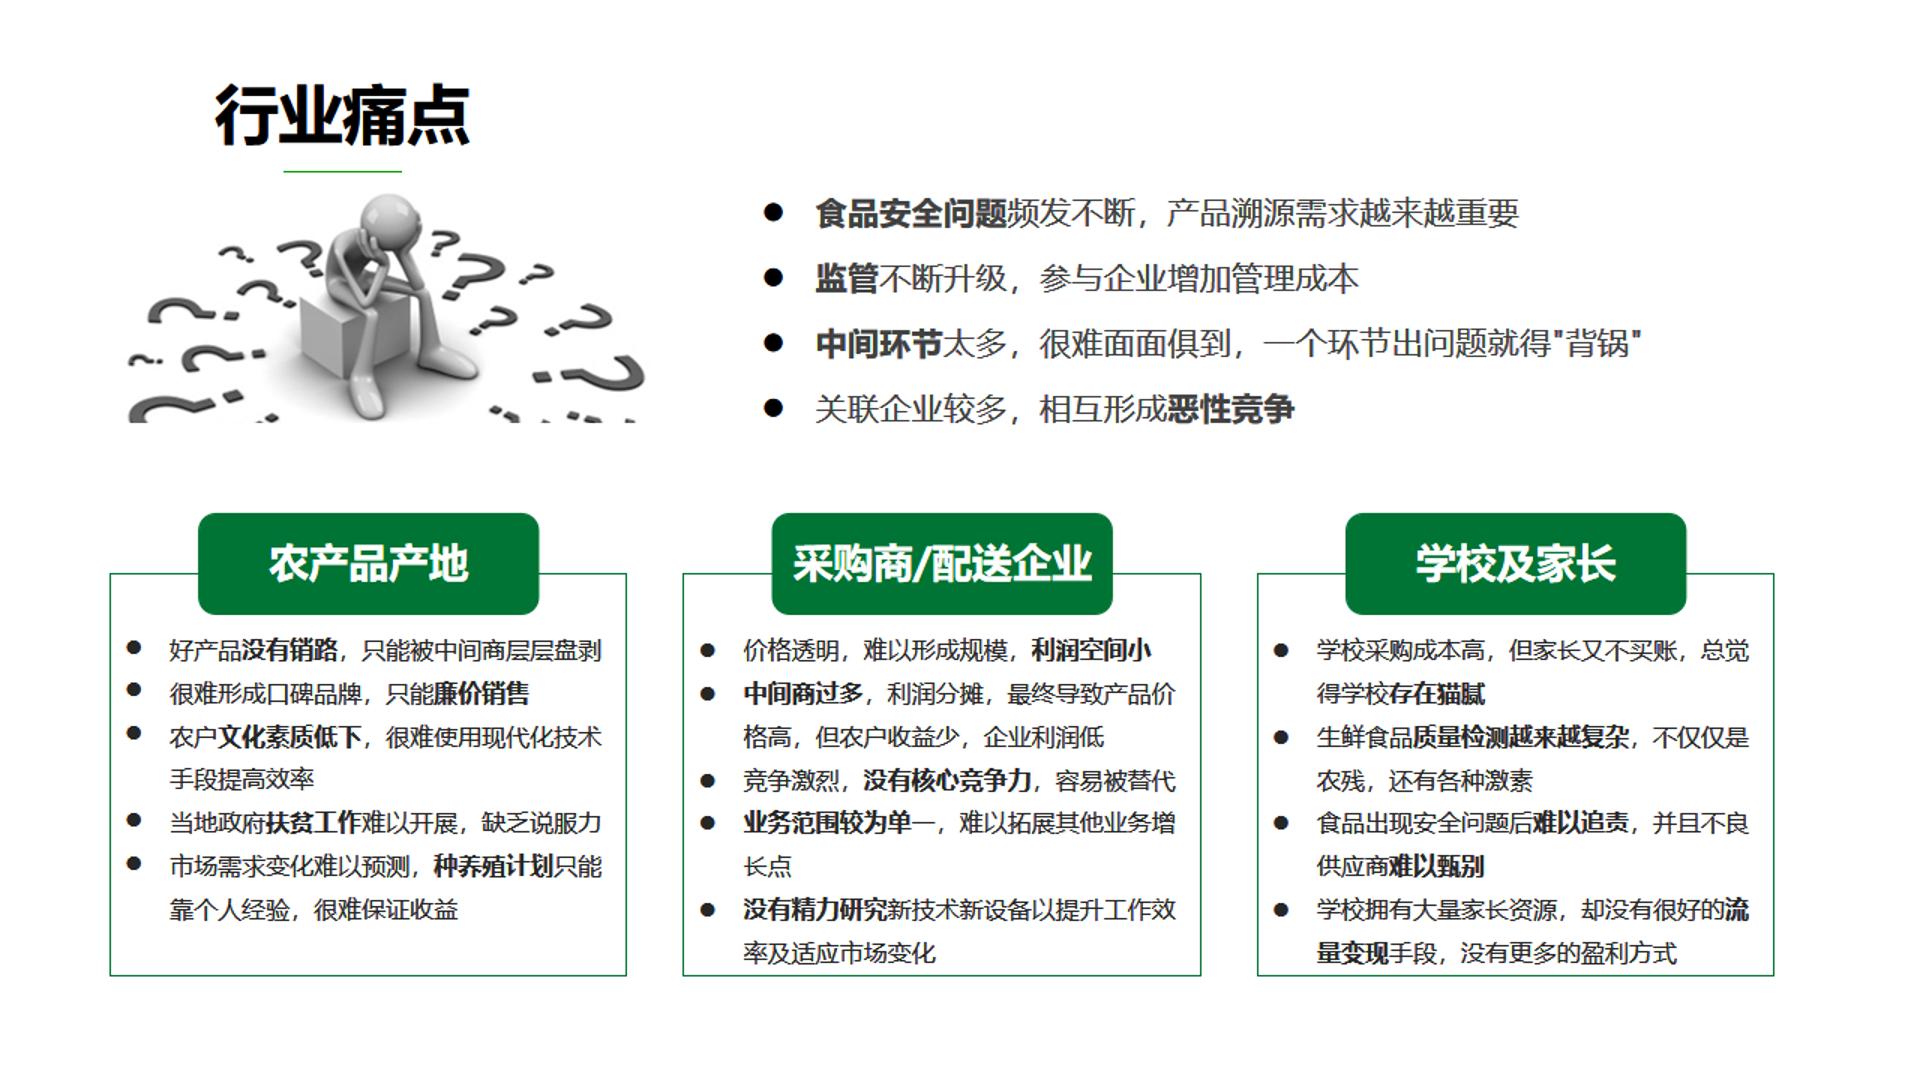 行业痛点
食品安全问题频发不断，产品溯源需求越来越重要
监管不断升级，参与企业增加管理成本
中间环节太多，很难面面俱到，一个环节出问题就得"背锅"
关联企业较多，相互形成恶性竞争
农产品产地
好产品没有销路，只能被中间商层层盘剥
很难形成口碑品牌，只能廉价销售
农户文化素质低下，很难使用现代化技术
手段提高效率
当地政府扶贫工作难以开展，缺乏说服力
市场需求变化难以预测，种养殖计划只能
靠个人经验，很难保证收益
采购商/配送企业
价格透明，难以形成规模，利润空间小
中间商过多，利润分摊，最终导致产品价
格高，但农户收益少，企业利润低
竞争激烈，没有核心竞争力，容易被替代
业务范围较为单一，难以拓展其他业务增
长点
没有精力研究新技术新设备以提升工作效
率及适应市场变化
学校及家长
学校采购成本高，但家长又不买账，总觉
得学校存在猫腻
生鲜食品质量检测越来越复杂，不仅仅是
农残，还有各种激素
食品出现安全问题后难以追责，并且不良
供应商难以甄别
学校拥有大量家长资源，却没有很好的流
量变现手段，没有更多的盈利方式